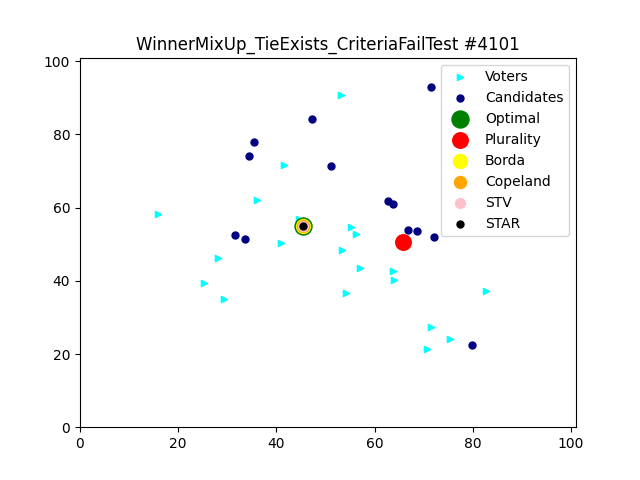 WinnerMixUp_TieExists_CriteriaFailTest #4101
100
80
60
40
20
0
0 20 40 60 80 100
Voters
Candidates
Optimal
Plurality
Borda
Copeland
STV
STAR